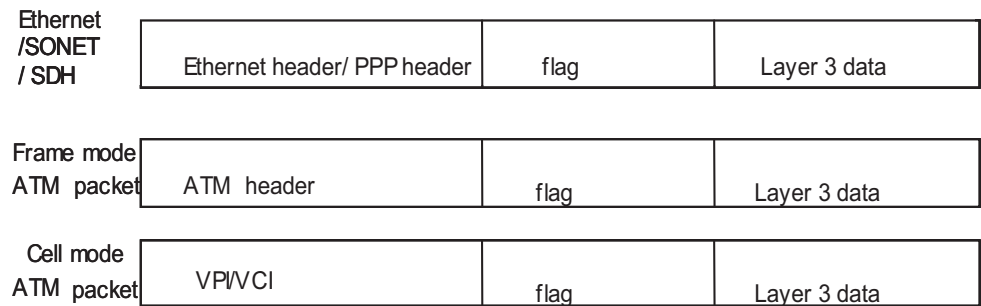 Ethernet
/SONET
/ SDH
Ethernet header/ PPP header
flag
Layer 3 data
Frame mode
ATM packet
ATM header
flag
Layer 3 data
Cell mode
ATM packet
VPI/VCI
flag
Layer 3 data